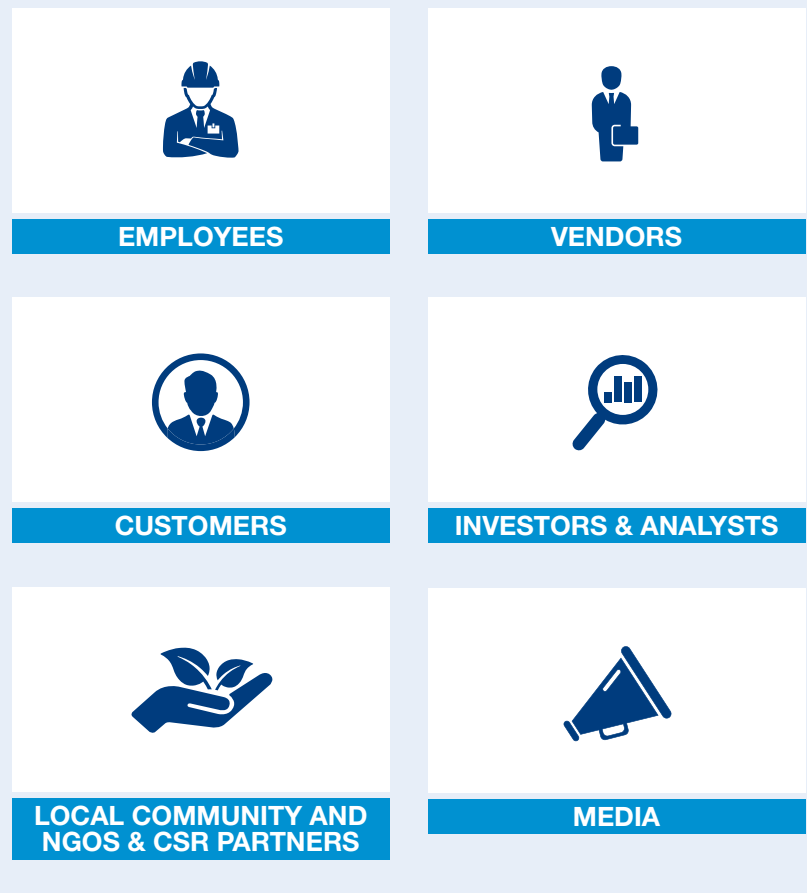 EMPLOYEES
VENDORS
CUSTOMERS
INVESTORS & ANALYSTS
LOCAL COMMUNITY AND
NGOS & CSR PARTNERS
MEDIA